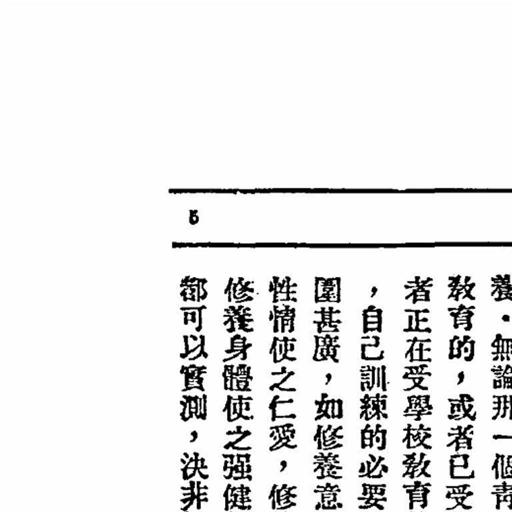 5
養・無論那一個靑
敎育的，或者已受
者正在受學校敎育
，自己訓練的必要
圍甚廣，如修養意
性情使之仁愛，修
修養身體使之强健
都可以實測，決非